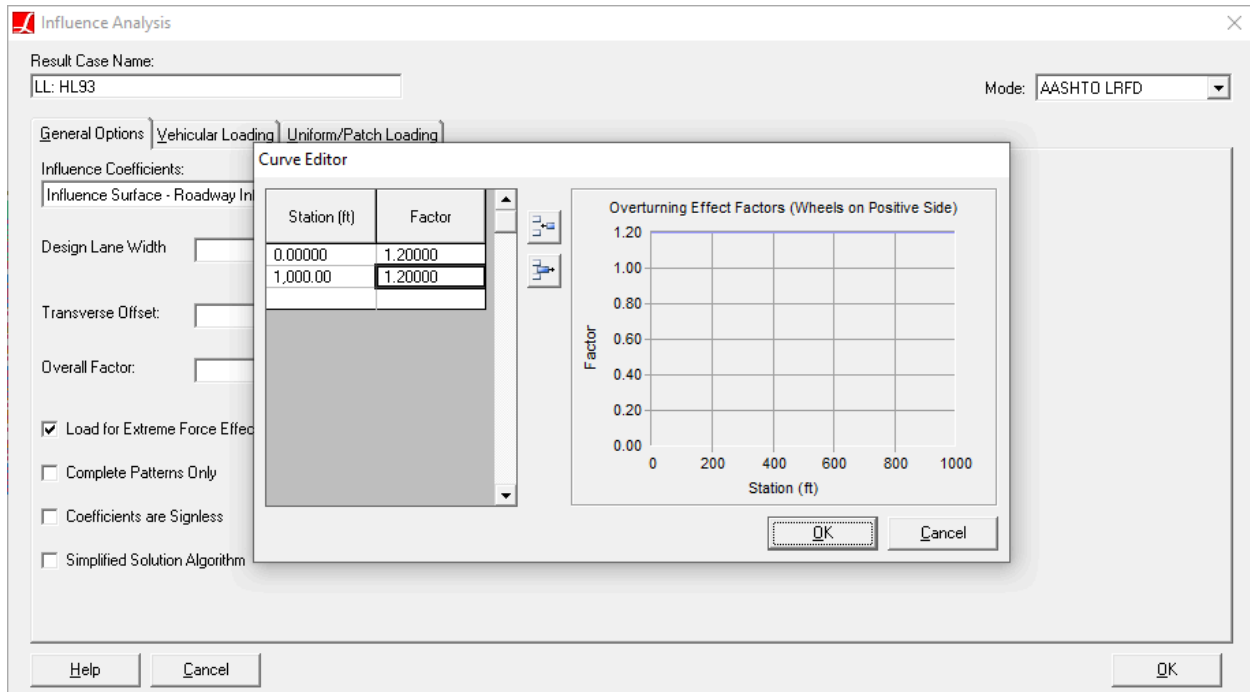 Influence Analysis
Result Case Name:
LL: HL93
Mode: AASHTO LRFD
General Options Vehicular Loading Uniform/Patch Loading
Influence Coefficients:
Influence Surface - Roadway In
Design Lane Width
Transverse Offset:
Overall Factor:
Load for Extreme Force Effec
Complete Patterns Only
Coefficients are Signless
Simplified Solution Algorithm
Curve Editor
Station (ft) Factor
0.00000 1.20000
1,000.00 1.20000
Overturning Effect Factors (Wheels on Positive Side)
1.20
1.00
0.80
0.60
0.40
0.20
0.00
Factor
0 200 400 600 800 1000
Station (ft)
OK Cancel
Help Cancel OK